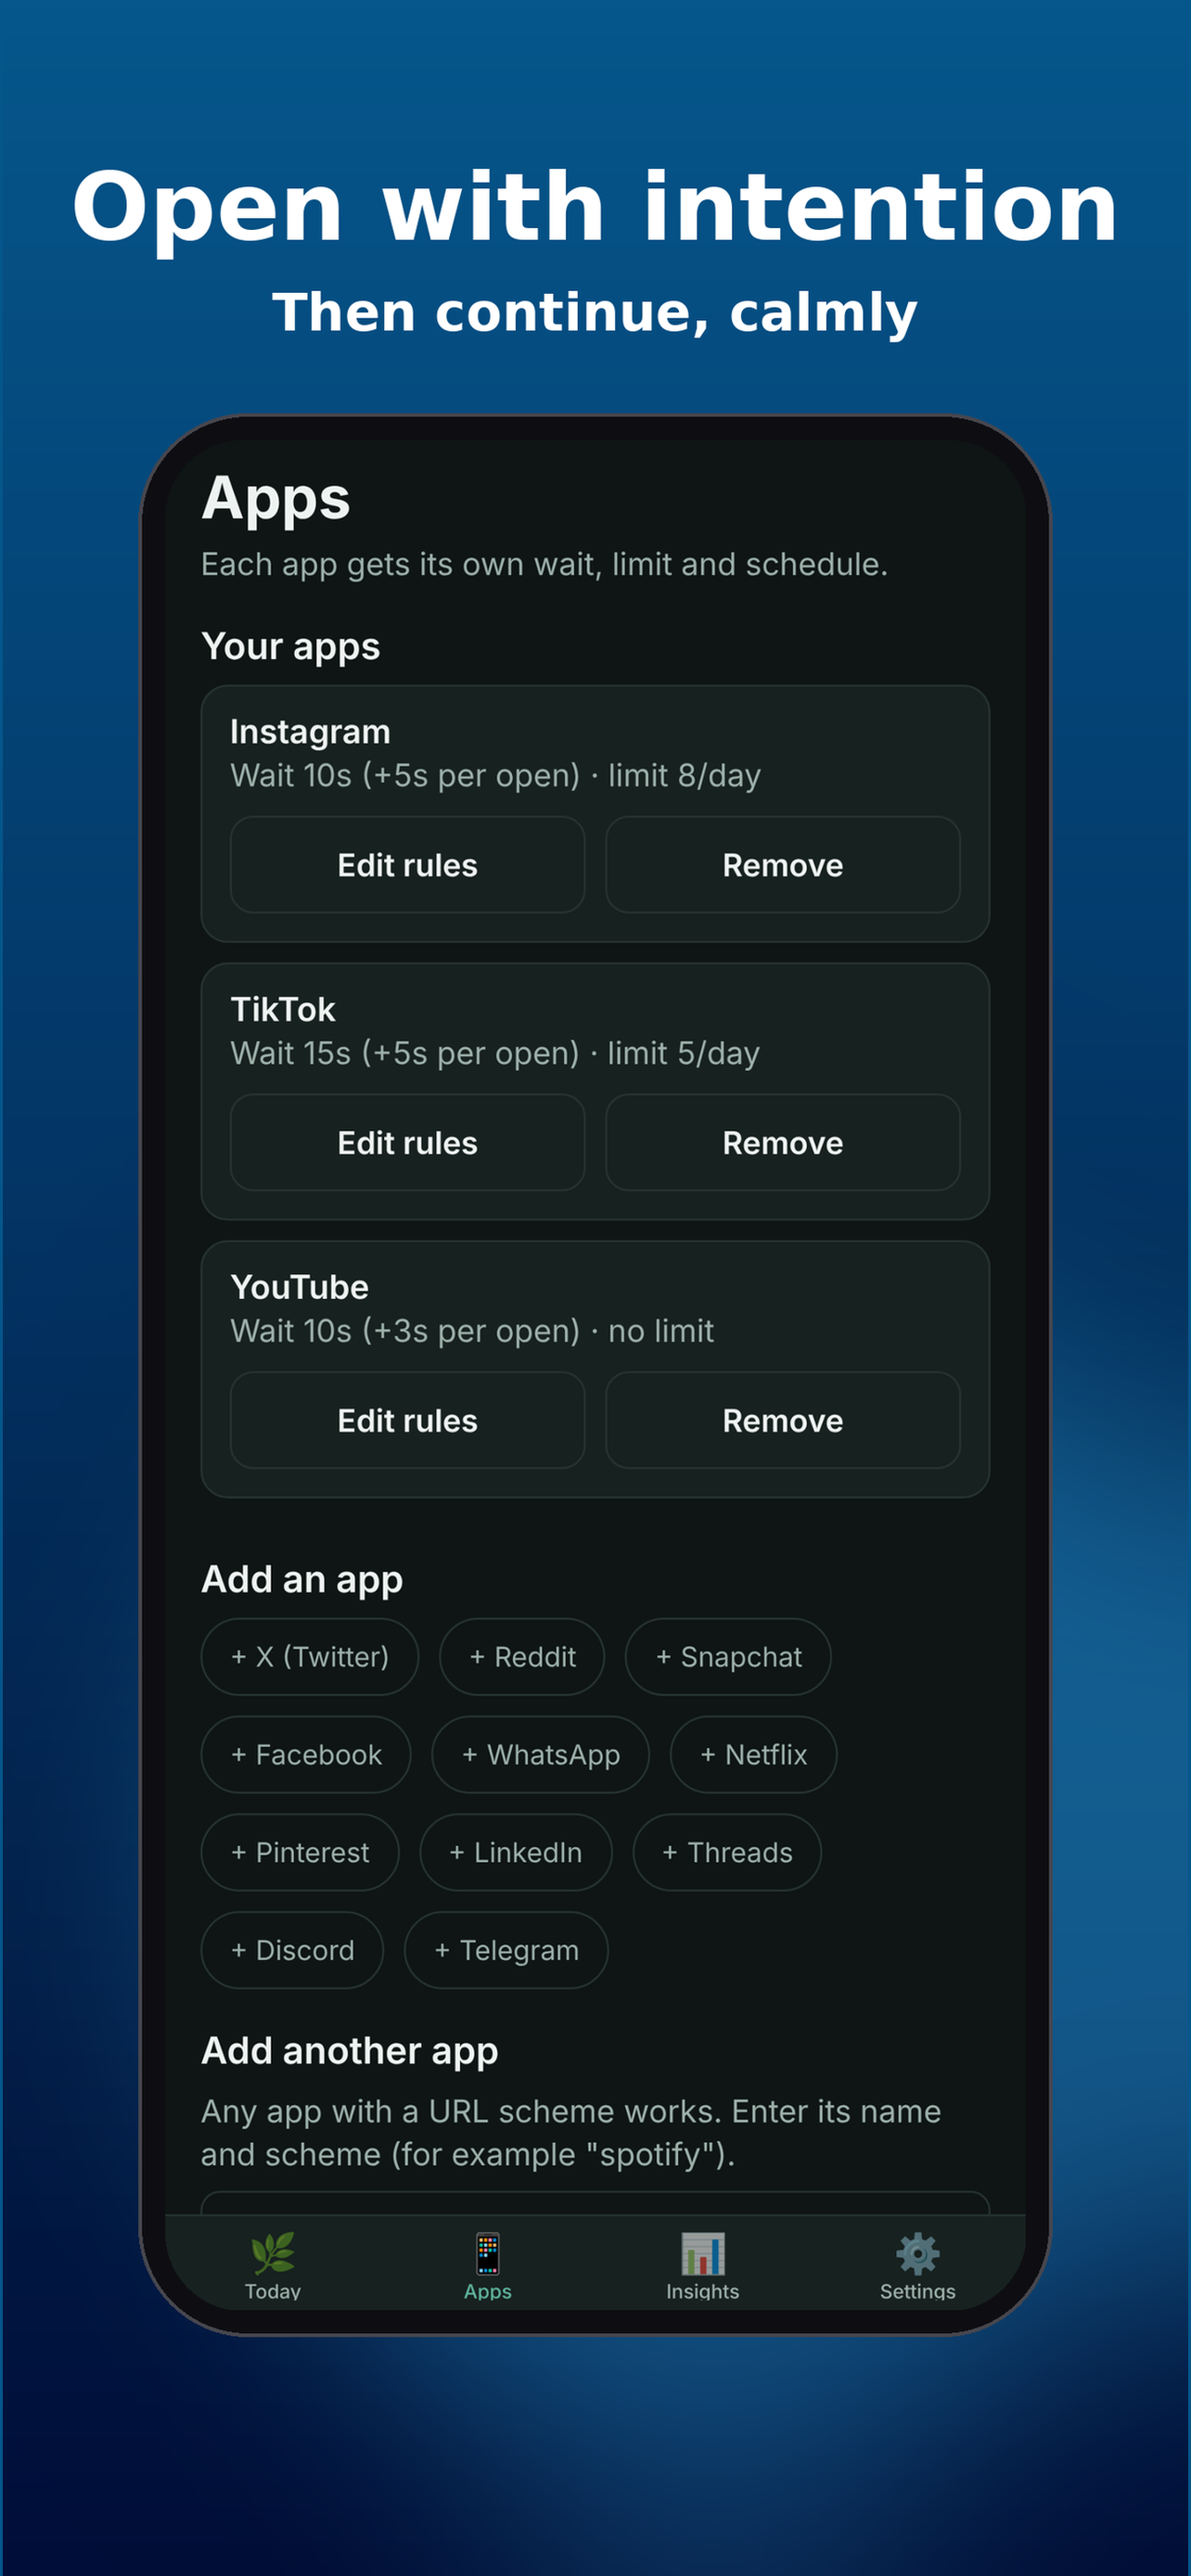 Open with intention
Then continue, calmly
Apps
Each app gets its own wait, limit and schedule.
Your apps
Instagram
Wait 10s (+5s per open) · limit 8/day
Edit rules
Remove
TikTok
Wait 15s (+5s per open) · limit 5/day
Edit rules
Remove
YouTube
Wait 10s (+3s per open) · no limit
Edit rules
Remove
Add an app
+ X (Twitter)
+ Reddit
+ Snapchat
+ Facebook
+ WhatsApp
+ Netflix
+ Pinterest
+ LinkedIn
+ Threads
+ Discord
+ Telegram
Add another app
Any app with a URL scheme works. Enter its name
and scheme (for example "spotify").
Today
Apps
Insights
Settings